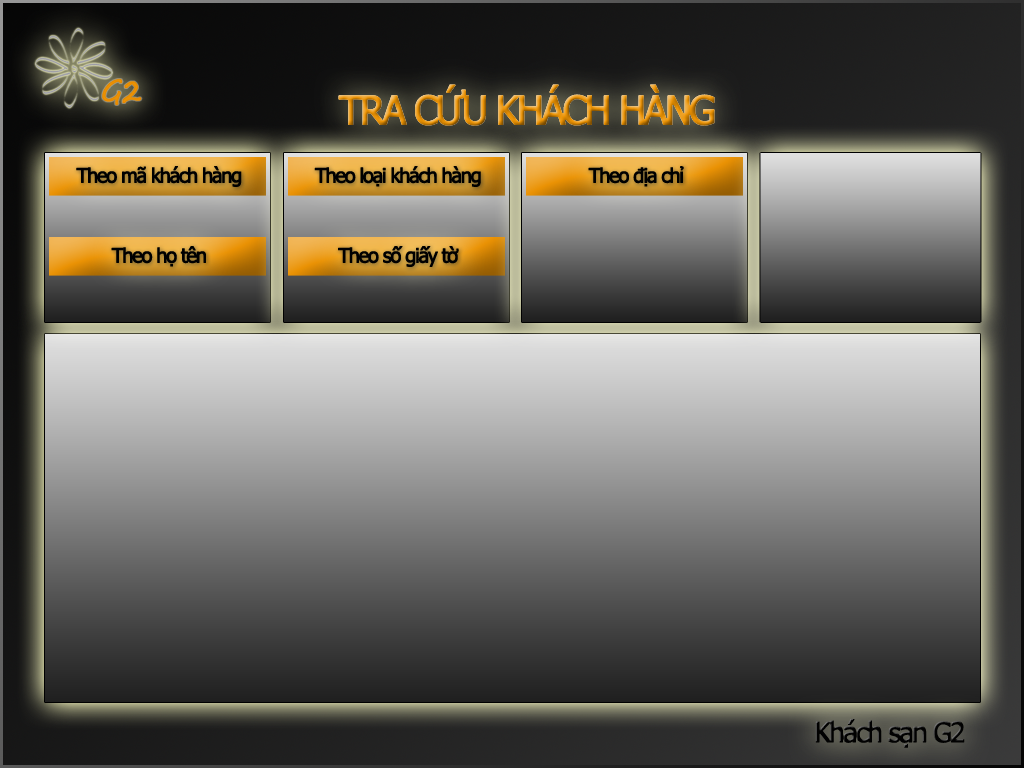 G2
TRA CỨU KHÁCH HÀNG
Theo mã khách hàng
Theo loại khách hàng
Theo địa chỉ
Theo họ tên
Theo số giấy tờ
Khách sạn G2